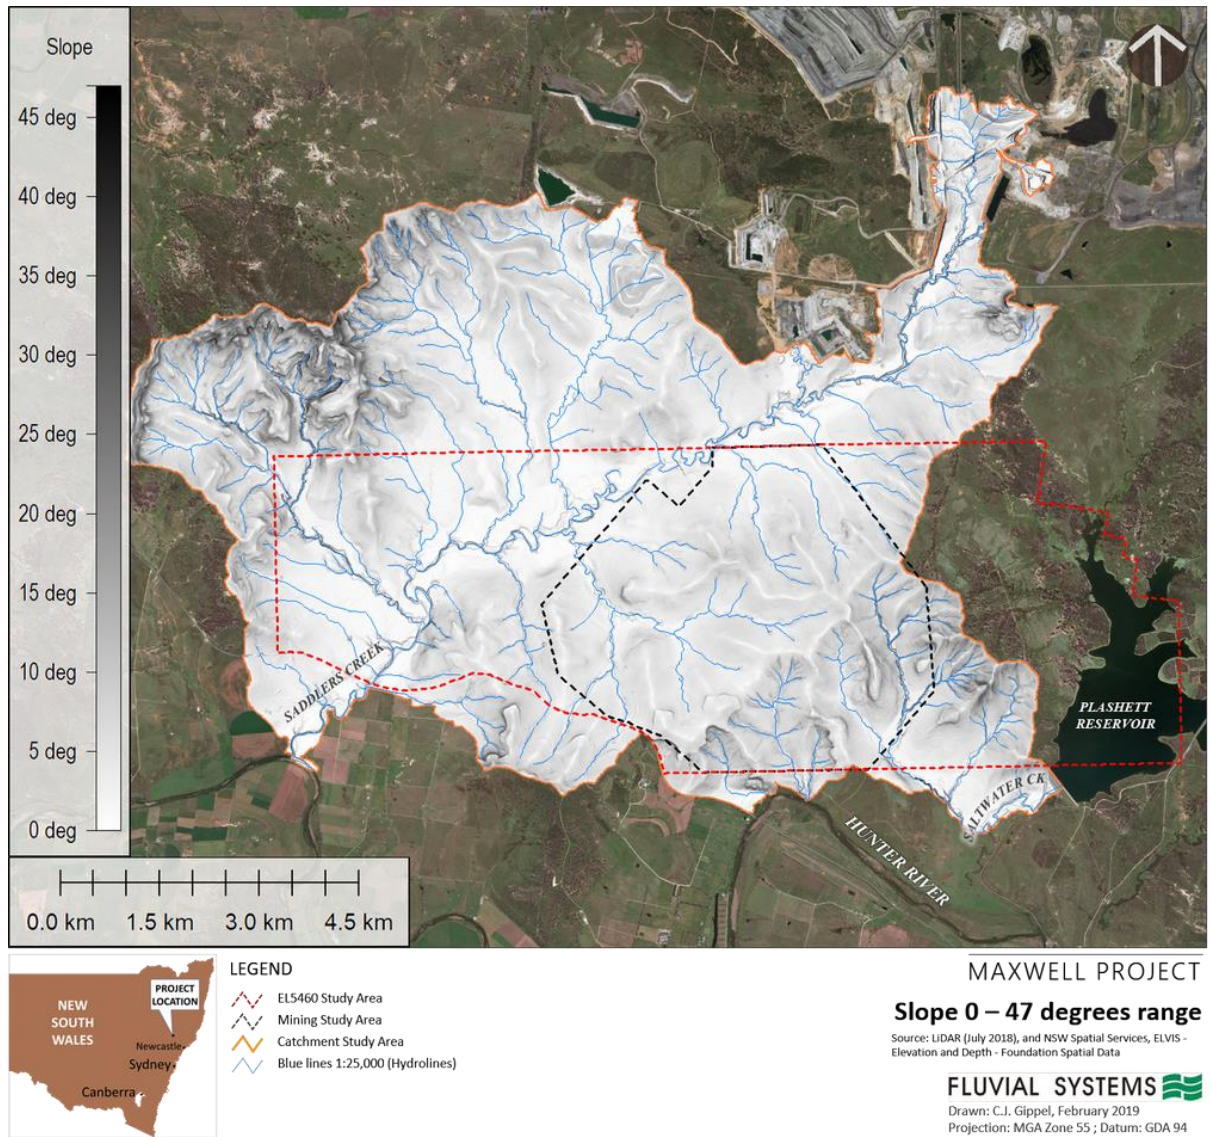 Slope
45 deg
40 deg
35 deg
30 deg
25 deg
20 deg
15 deg
10 deg
5 deg
0 deg
SADDLERS CREEK
PLASHETT
RESERVOIR
SALTWATER CK
HUNTER RIVER
0.0 km 1.5 km 3.0 km 4.5 km
NEW
SOUTH
WALES
PROJECT
LOCATION
Newcastle
Sydney
Canberra
LEGEND
EL5460 Study Area
Mining Study Area
Catchment Study Area
Blue lines 1:25,000 (Hydrolines)
MAXWELL PROJECT
Slope 0 – 47 degrees range
Source: LiDAR (July 2018), and NSW Spatial Services, ELVIS -
Elevation and Depth - Foundation Spatial Data
FLUVIAL SYSTEMS
Drawn: C.J. Gippel, February 2019
Projection: MGA Zone 55 ; Datum: GDA 94